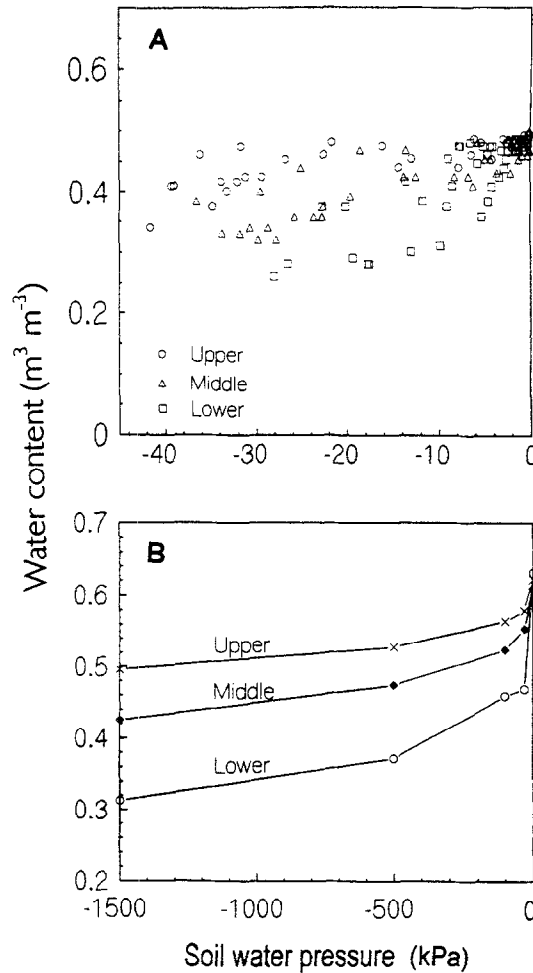 A
0.6
0.4
0.2
0
Upper
Middle
Lower
-40
-30
-20
-10
0
Water content (m³ m⁻³)
B
0.7
0.6
0.5
0.4
0.3
0.2
Upper
Middle
Lower
-1500
-1000
-500
0
Soil water pressure (kPa)